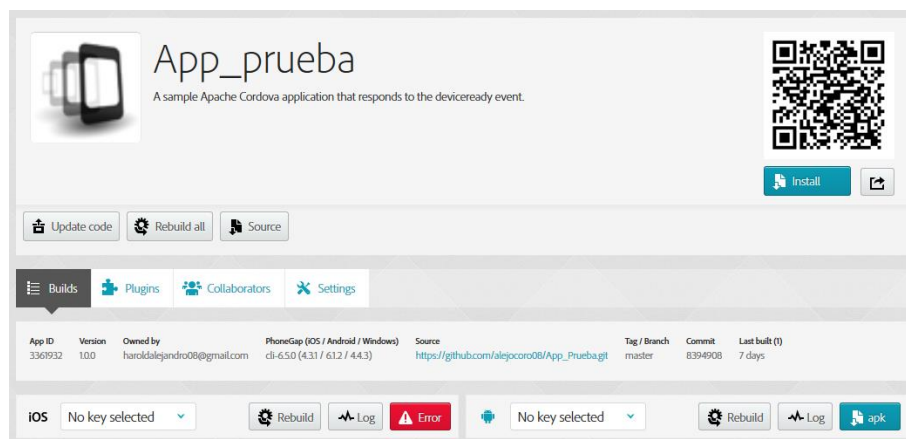 App_prueba
A sample Apache Cordova application that responds to the deviceready event.
Install
Update code Rebuild all Source
Builds Plugins Collaborators Settings
App ID Version Owned by PhoneGap (iOS / Android / Windows) Source Tag / Branch Commit Last built (1)
3361932 1.0.0 haroldalejandro08@gmail.com cli-6.5.0 (4.3.1 / 6.1.2 / 4.4.3) https://github.com/alejocoro08/App_Prueba.git master 8394908 7 days
iOS No key selected Rebuild Log Error No key selected Rebuild Log apk